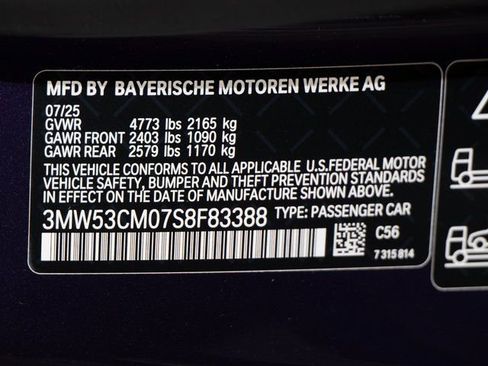 MFD BY BAYERISCHE MOTOREN WERKE AG
07/25
GVWR 4773 lbs 2165 kg
GAWR FRONT 2403 lbs 1090 kg
GAWR REAR 2579 lbs 1170 kg
THIS VEHICLE CONFORMS TO ALL APPLICABLE U.S.FEDERAL MOTOR
VEHICLE SAFETY, BUMPER AND THEFT PREVENTION STANDARDS
IN EFFECT ON THE DATE OF MANUFACTURE SHOWN ABOVE.
3MW53CM07S8F83388 TYPE: PASSENGER CAR
C56
7 315 814